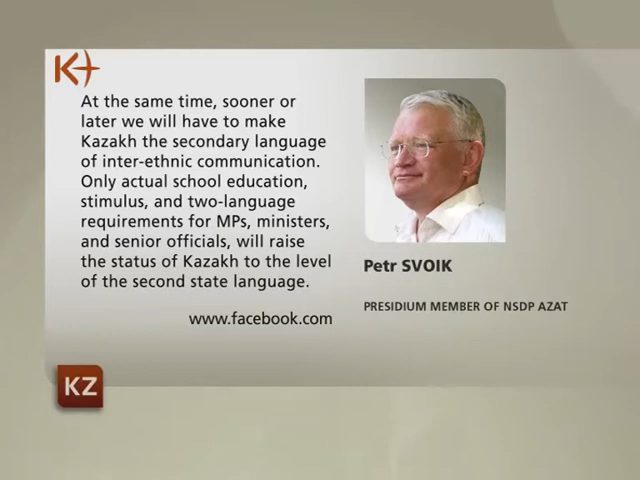 K+
At the same time, sooner or
later we will have to make
Kazakh the secondary language
of inter-ethnic communication.
Only actual school education,
stimulus, and two-language
requirements for MPs, ministers,
and senior officials, will raise
the status of Kazakh to the level
of the second state language.
www.facebook.com
Petr SVOIK
PRESIDIUM MEMBER OF NSDP AZAT
KZ